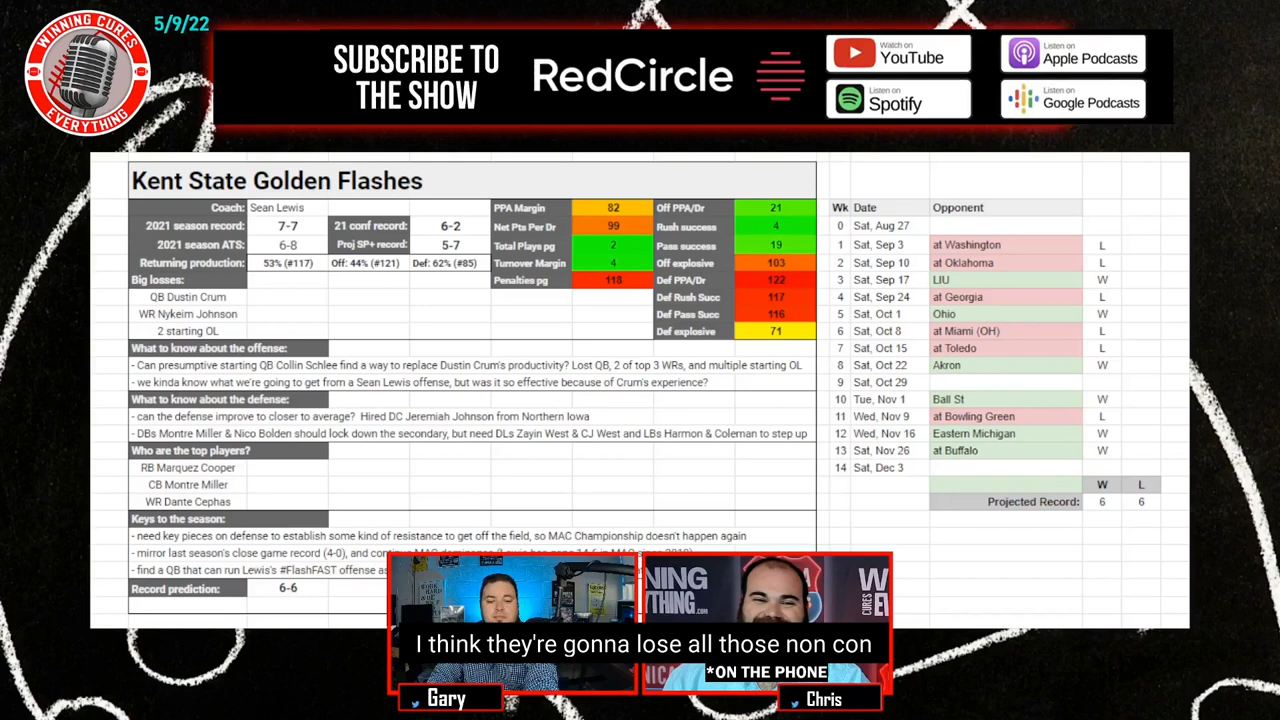 5/9/22
WINNING CURES
EVERYTHING
SUBSCRIBE TO
THE SHOW
RedCircle
Watch on
YouTube
Listen on
Spotify
Listen on
Apple Podcasts
Listen on
Google Podcasts
Kent State Golden Flashes
Coach: Sean Lewis
2021 season record: 7-7 21 conf record: 6-2
2021 season ATS: 6-8 Proj SP+ record: 5-7
Returning production: 53% (#117) Off: 44% (#121) Def: 62% (#85)
Big losses:
QB Dustin Crum
WR Nykeim Johnson
2 starting OL
PPA Margin 82 Off PPA/Dr 21
Net Pts Per Dr 99 Rush success 4
Total Plays pg 2 Pass success 19
Turnover Margin 4 Off explosive 103
Penalties pg 118 Def PPA/Dr 122
Def Rush Succ 117
Def Pass Succ 116
Def explosive 71
What to know about the offense:
- Can presumptive starting QB Collin Schlee find a way to replace Dustin Crum's productivity? Lost QB, 2 of top 3 WRs, and multiple starting OL
- we kinda know what we're going to get from a Sean Lewis offense, but was it so effective because of Crum's experience?
What to know about the defense:
- can the defense improve to closer to average? Hired DC Jeremiah Johnson from Northern Iowa
- DBs Montre Miller & Nico Bolden should lock down the secondary, but need DLs Zayin West & CJ West and LBs Harmon & Coleman to step up
Who are the top players?
RB Marquez Cooper
CB Montre Miller
WR Dante Cephas
Keys to the season:
- need key pieces on defense to establish some kind of resistance to get off the field, so MAC Championship doesn't happen again
- mirror last season's close game record (4-0), and continue MAC dominance
- find a QB that can run Lewis's #FlashFAST offense as
Record prediction: 6-6
Wk Date Opponent
0 Sat, Aug 27
1 Sat, Sep 3 at Washington L
2 Sat, Sep 10 at Oklahoma L
3 Sat, Sep 17 LIU W
4 Sat, Sep 24 at Georgia L
5 Sat, Oct 1 Ohio W
6 Sat, Oct 8 at Miami (OH) L
7 Sat, Oct 15 at Toledo L
8 Sat, Oct 22 Akron W
9 Sat, Oct 29
10 Tue, Nov 1 Ball St W
11 Wed, Nov 9 at Bowling Green L
12 Wed, Nov 16 Eastern Michigan W
13 Sat, Nov 26 at Buffalo W
14 Sat, Dec 3
W L
Projected Record: 6 6
I think they're gonna lose all those non con
*ON THE PHONE
Gary
Chris